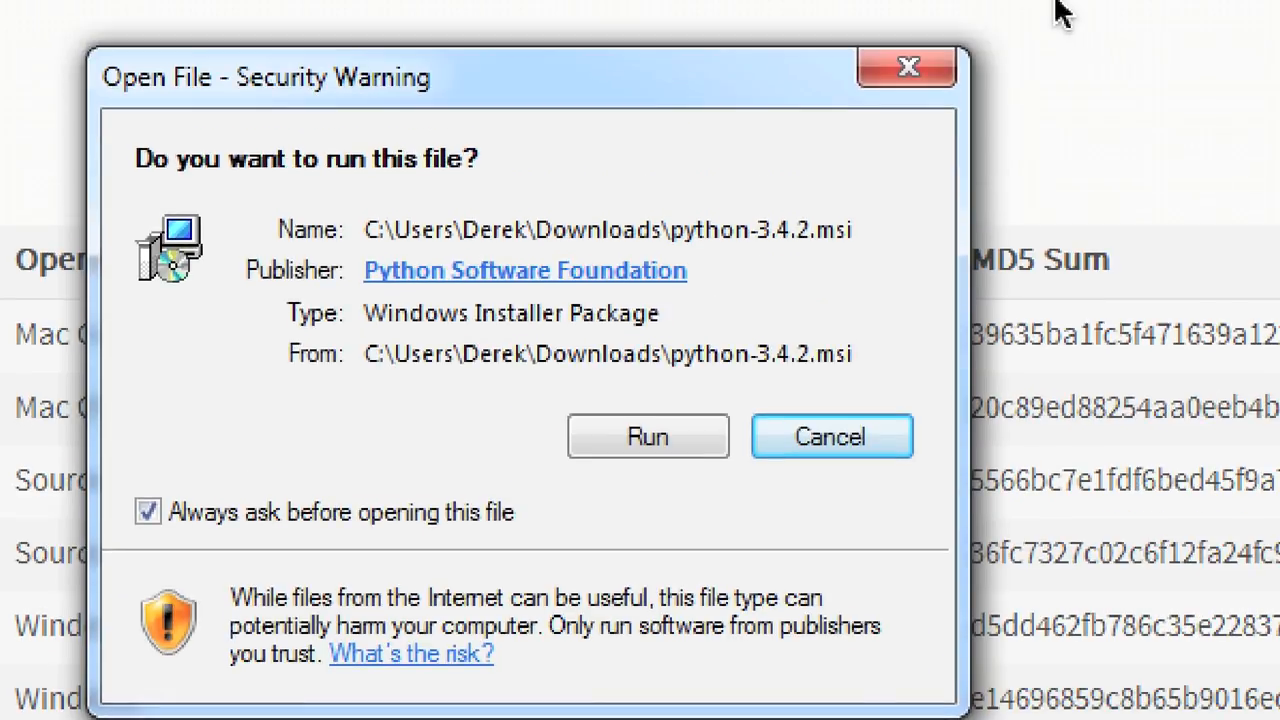 Open File - Security Warning
Do you want to run this file?
Name: C:\Users\Derek\Downloads\python-3.4.2.msi
Publisher: Python Software Foundation
Type: Windows Installer Package
From: C:\Users\Derek\Downloads\python-3.4.2.msi
Run Cancel
Always ask before opening this file
While files from the Internet can be useful, this file type can
potentially harm your computer. Only run software from publishers
you trust. What's the risk?
Oper
Mac
Mac
Sourc
Sourc
Wind
Wind
MD5 Sum
39635ba1fc5f471639a12
20c89ed88254aa0eeb4b
5566bc7e1fdf6bed45f9a
36fc7327c02c6f12fa24fc
d5dd462fb786c35e22837
e14696859c8b65b9016e